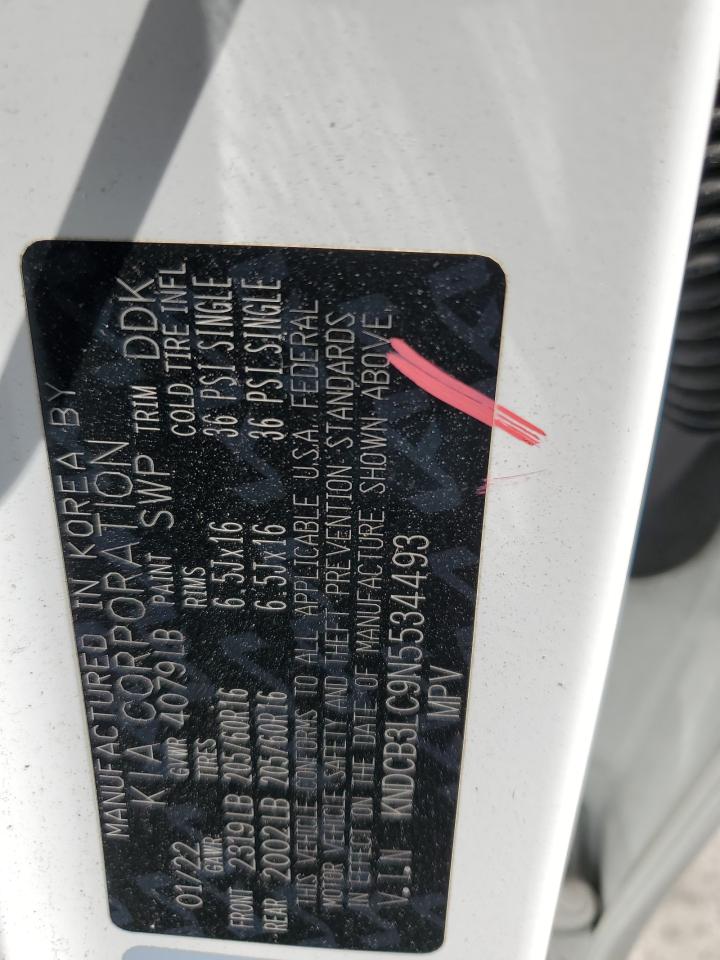 MANUFACTURED IN KOREA BY
KIA CORPORATION
01/22 GVWR 4079LB PAINT SWP TRIM DDK
GAWR TIRES RIMS COLD TIRE INFL.
FRONT 2319LB 205/60R16 6.5JX16 36 PSI SINGLE
REAR 2002LB 205/60R16 6.5JX16 36 PSI.SINGLE
THIS VEHICLE CONFORMS TO ALL APPLICABLE U.S.A. FEDERAL
MOTOR VEHICLE SAFETY AND THEFT PREVENTION STANDARDS
IN EFFECT ON THE DATE OF MANUFACTURE SHOWN ABOVE.
V.I.N KNDCB3LC9N5534493
MPV